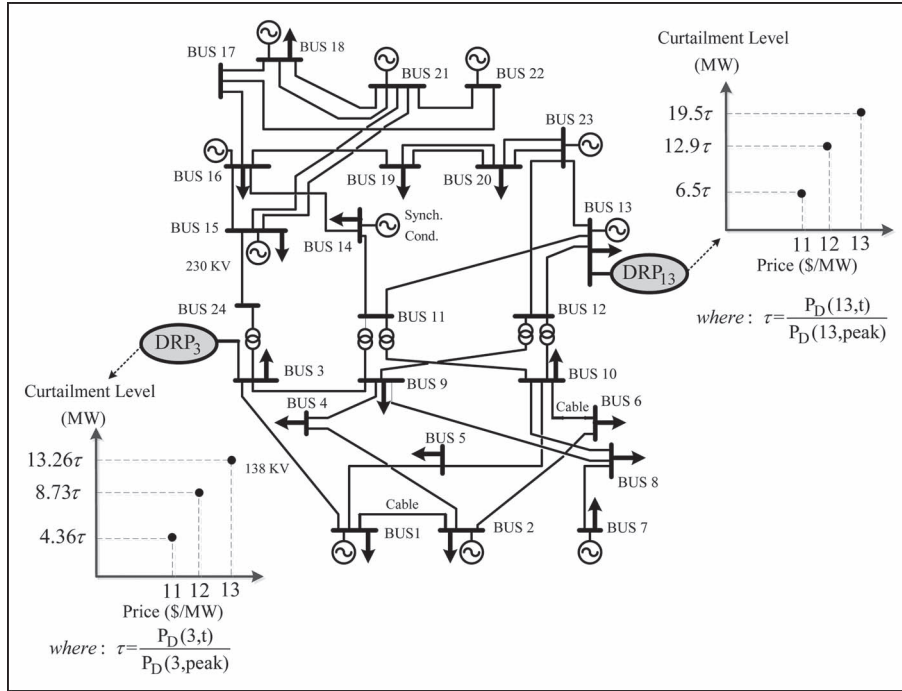 BUS 18
BUS 17
BUS 21
BUS 22
BUS 23
BUS 16
BUS 19
BUS 20
BUS 13
Synch.
Cond.
BUS 15
BUS 14
230 KV
DRP13
BUS 24
BUS 11
BUS 12
DRP3
BUS 3
BUS 9
BUS 10
BUS 4
Cable
BUS 6
BUS 5
BUS 8
138 KV
Cable
BUS1
BUS 2
BUS 7
Curtailment Level
(MW)
19.5τ
12.9τ
6.5τ
11 12 13
Price ($/MW)
where : τ= PD(13,t)
PD(13,peak)
Curtailment Level
(MW)
13.26τ
8.73τ
4.36τ
11 12 13
Price ($/MW)
where : τ= PD(3,t)
PD(3,peak)